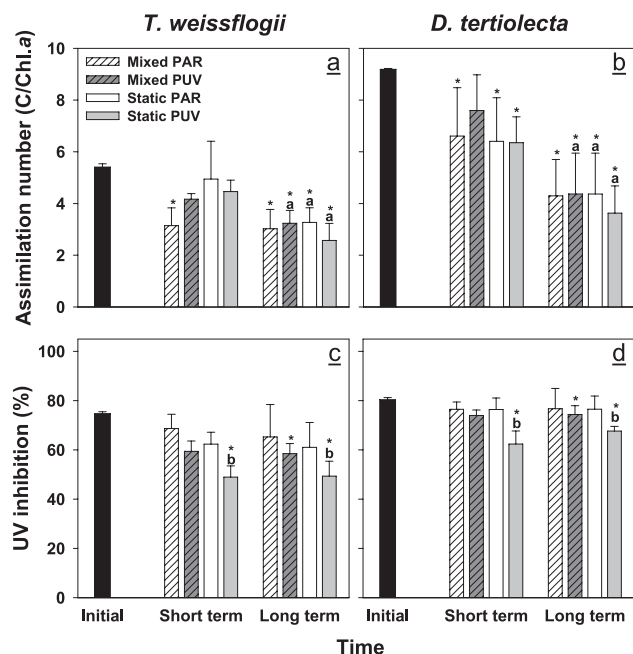 T. weissflogii
D. tertiolecta
Assimilation number (C/Chl.a)
10
8
6
4
2
0
Mixed PAR
Mixed PUV
Static PAR
Static PUV
a
* * * * *
a a a
b
* * * * * * *
a a a
UV inhibition (%)
100
80
60
40
20
0
c
* * *
b b
d
* * *
b b
Initial Short term Long term
Initial Short term Long term
Time